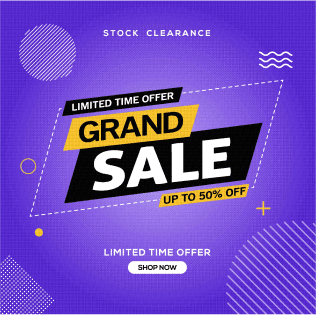 STOCK CLEARANCE
LIMITED TIME OFFER
GRAND
SALE
UP TO 50% OFF
LIMITED TIME OFFER
SHOP NOW